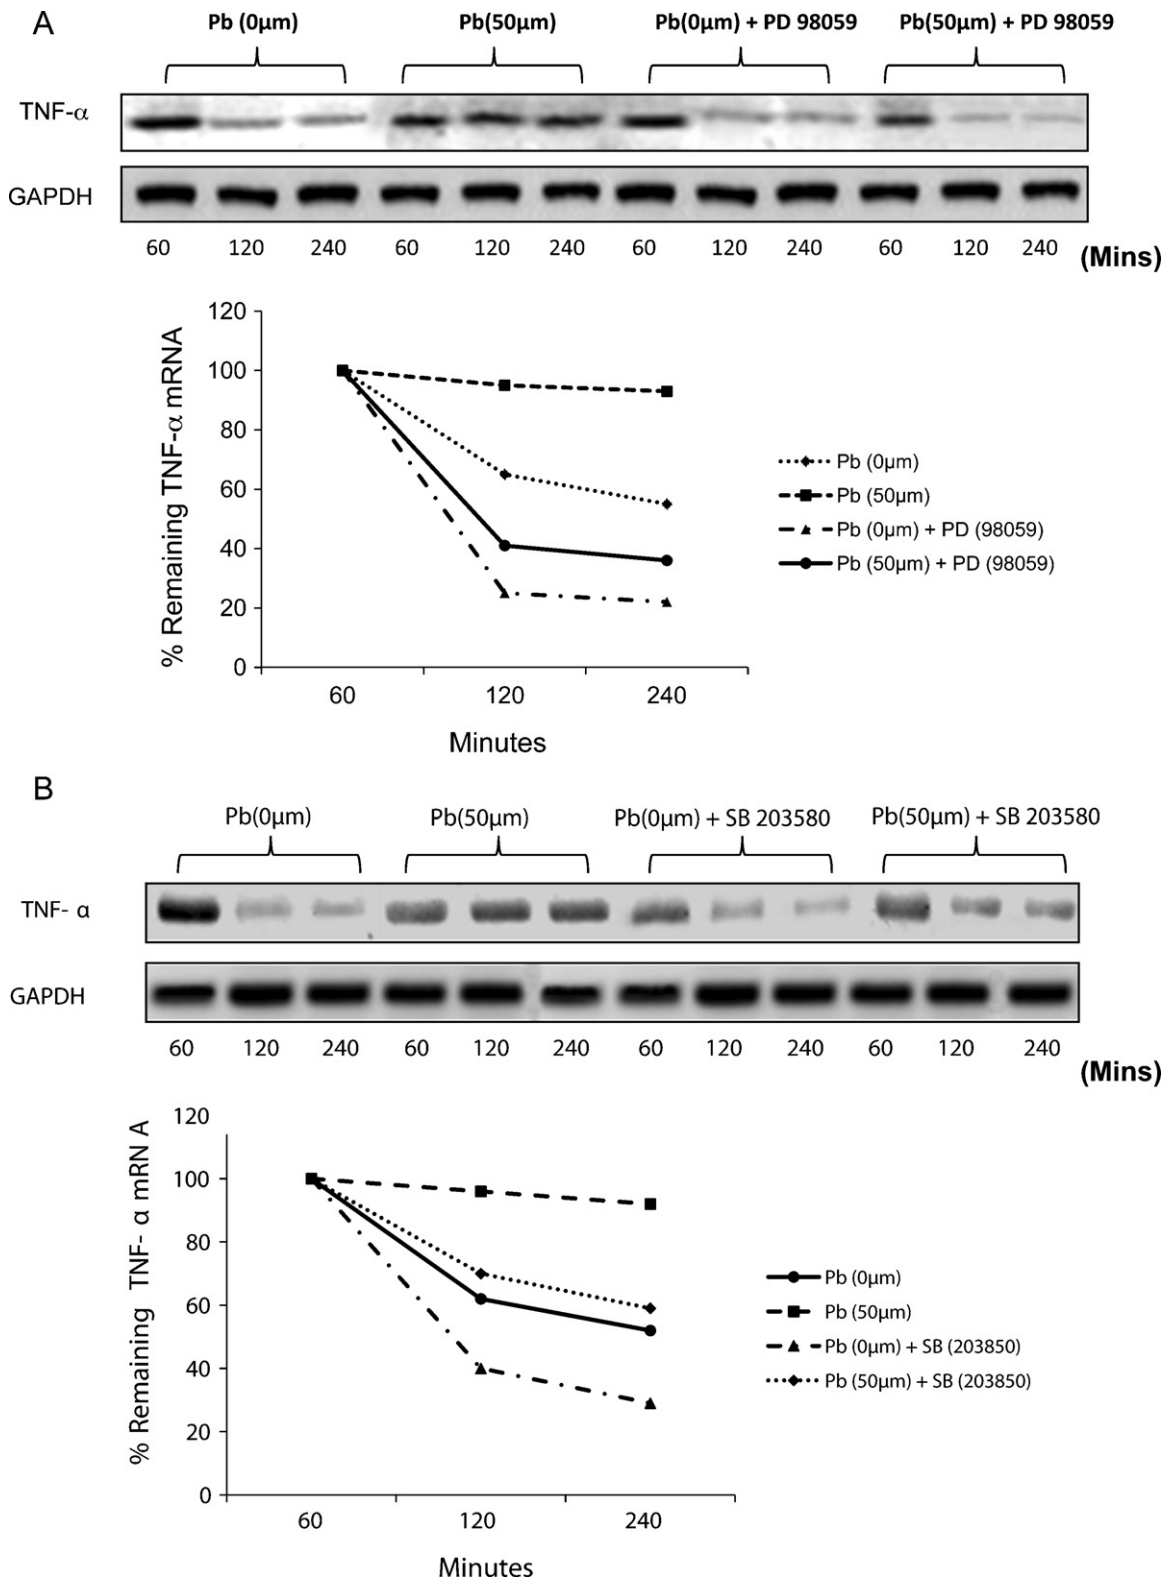 A
Pb (0µm) Pb(50µm) Pb(0µm) + PD 98059 Pb(50µm) + PD 98059
TNF-α
GAPDH
60 120 240 60 120 240 60 120 240 60 120 240 (Mins)
120
100
80
60
40
20
0
% Remaining TNF-α mRNA
60 120 240
Minutes
Pb (0µm)
Pb (50µm)
Pb (0µm) + PD (98059)
Pb (50µm) + PD (98059)
B
Pb(0µm) Pb(50µm) Pb(0µm) + SB 203580 Pb(50µm) + SB 203580
TNF- α
GAPDH
60 120 240 60 120 240 60 120 240 60 120 240
(Mins)
120
100
80
60
40
20
0
% Remaining TNF- α mRN A
60 120 240
Minutes
Pb (0µm)
Pb (50µm)
Pb (0µm) + SB (203850)
Pb (50µm) + SB (203850)